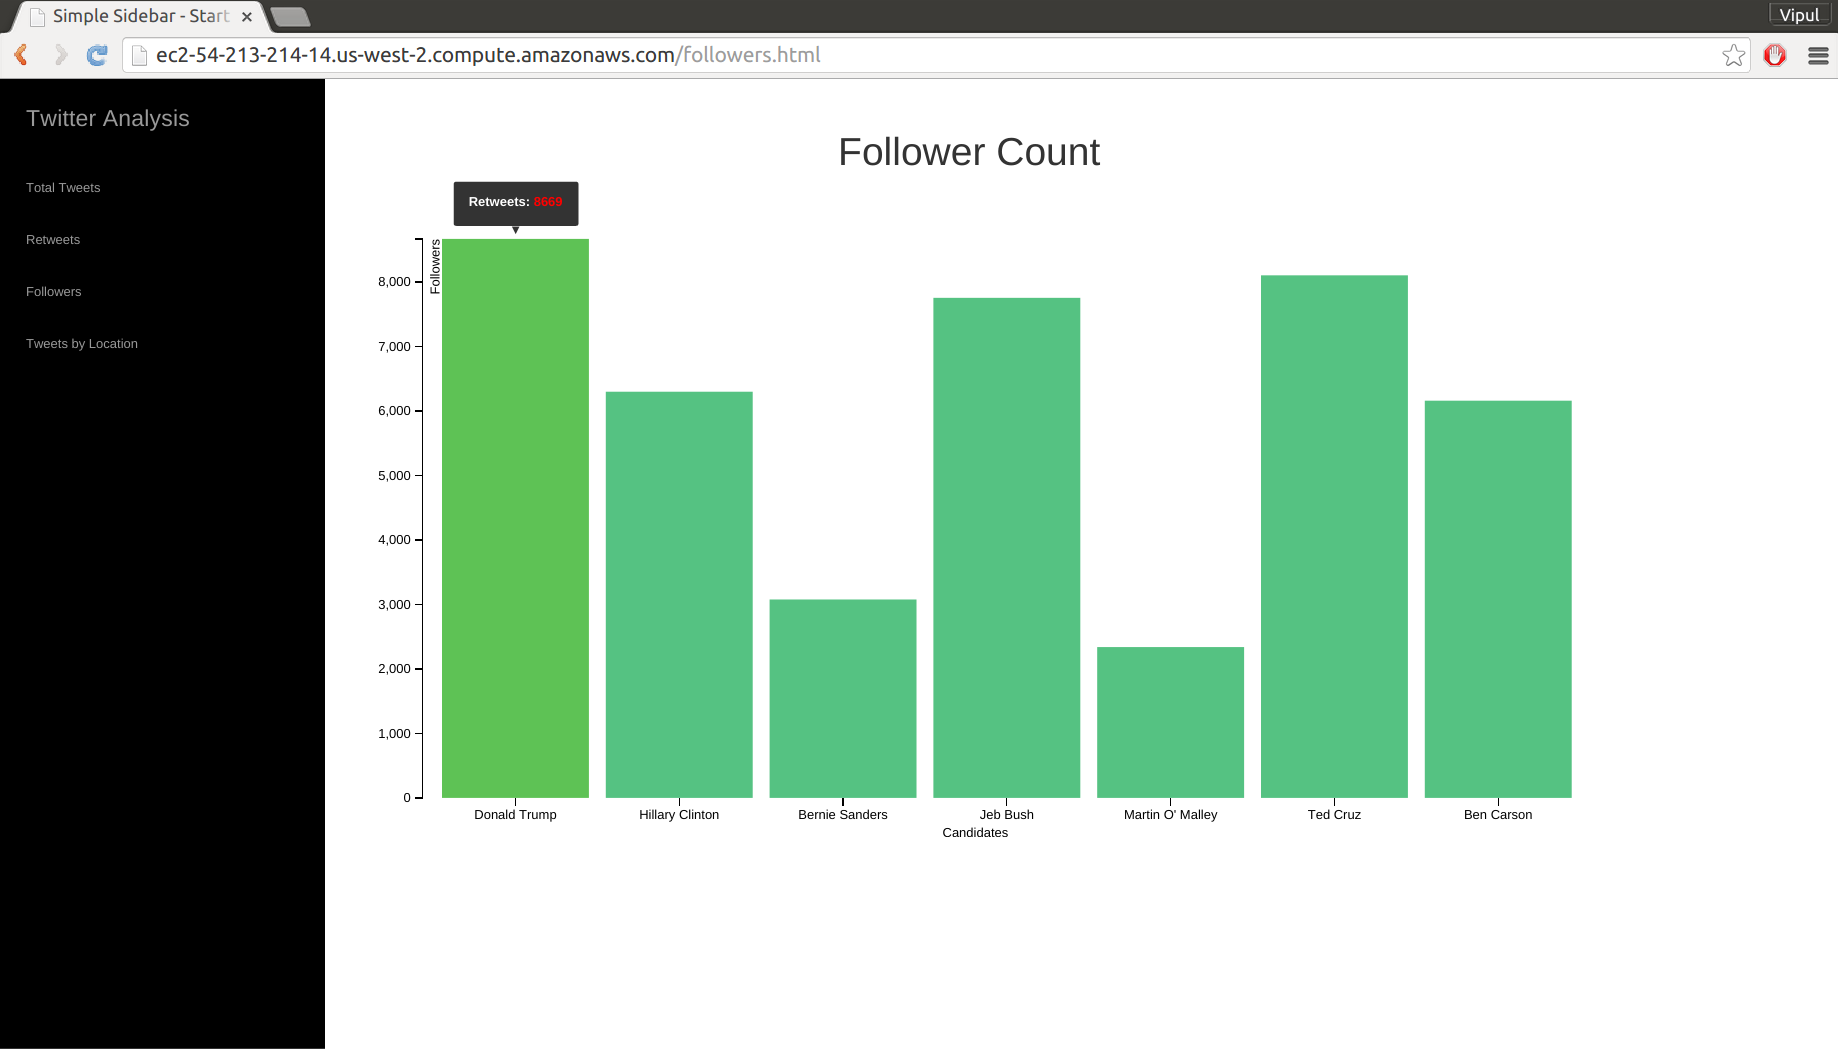 Simple Sidebar - Start
Vipul
ec2-54-213-214-14.us-west-2.compute.amazonaws.com/followers.html
Twitter Analysis
Total Tweets
Retweets
Followers
Tweets by Location
Follower Count
Retweets: 8669
Followers
8,000
7,000
6,000
5,000
4,000
3,000
2,000
1,000
0
Donald Trump Hillary Clinton Bernie Sanders Jeb Bush Martin O' Malley Ted Cruz Ben Carson
Candidates